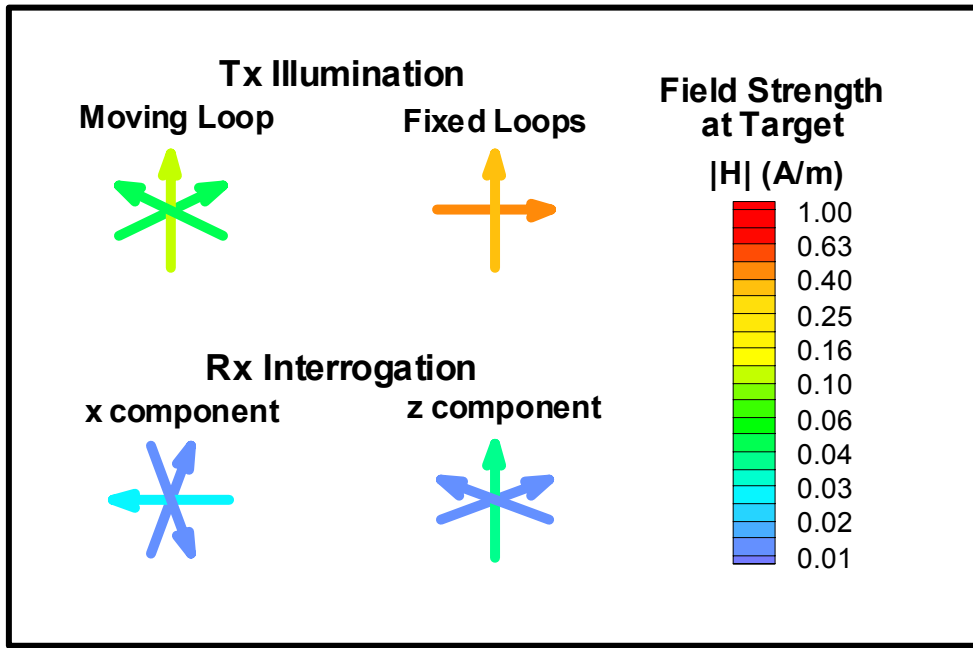 Tx Illumination
Moving Loop
Fixed Loops
Rx Interrogation
x component
z component
Field Strength
at Target
|H| (A/m)
1.00
0.63
0.40
0.25
0.16
0.10
0.06
0.04
0.03
0.02
0.01